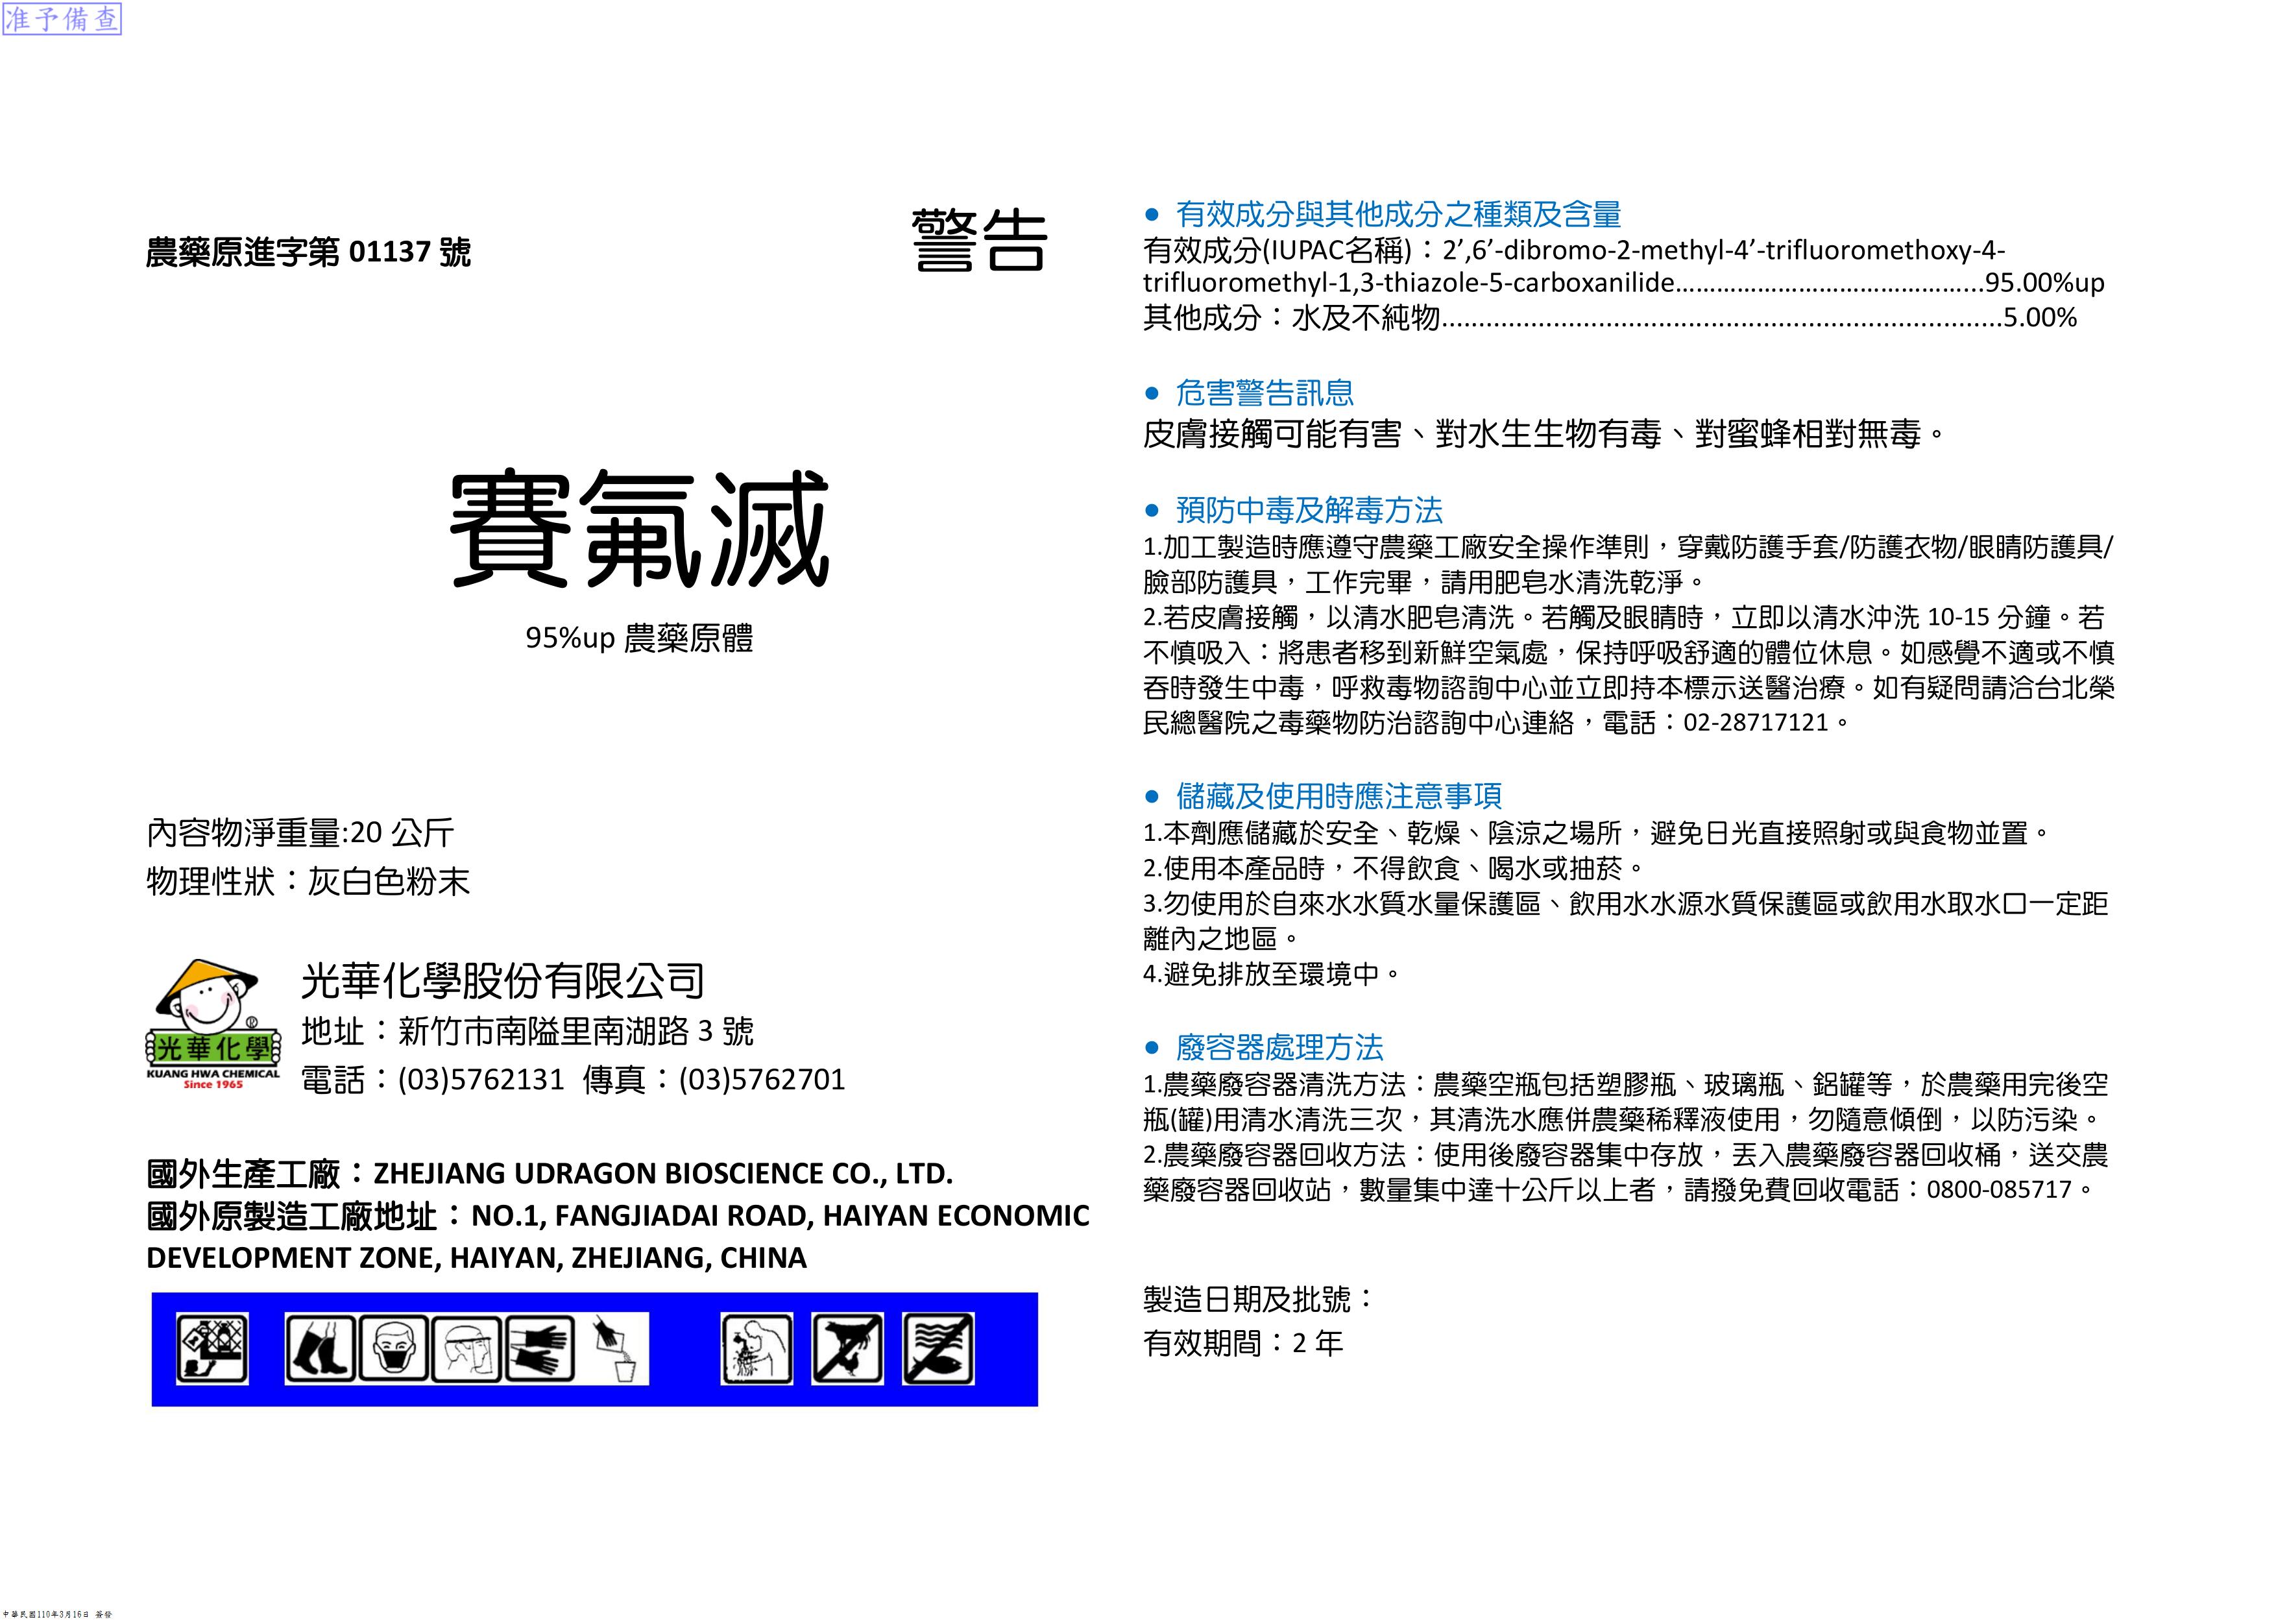 准予備查
農藥原進字第 01137 號
警告
賽氟滅
95%up 農藥原體
內容物淨重量:20 公斤
物理性狀：灰白色粉末
光華化學股份有限公司
地址：新竹市南隘里南湖路 3 號
電話：(03)5762131 傳真：(03)5762701
®
光華化學
KUANG HWA CHEMICAL
Since 1965
國外生產工廠：ZHEJIANG UDRAGON BIOSCIENCE CO., LTD.
國外原製造工廠地址：NO.1, FANGJIADAI ROAD, HAIYAN ECONOMIC
DEVELOPMENT ZONE, HAIYAN, ZHEJIANG, CHINA
● 有效成分與其他成分之種類及含量
有效成分(IUPAC名稱)：2’,6’-dibromo-2-methyl-4’-trifluoromethoxy-4-
trifluoromethyl-1,3-thiazole-5-carboxanilide……………………………………...95.00%up
其他成分：水及不純物...........................................................................5.00%
● 危害警告訊息
皮膚接觸可能有害、對水生生物有毒、對蜜蜂相對無毒。
● 預防中毒及解毒方法
1.加工製造時應遵守農藥工廠安全操作準則，穿戴防護手套/防護衣物/眼睛防護具/
臉部防護具，工作完畢，請用肥皂水清洗乾淨。
2.若皮膚接觸，以清水肥皂清洗。若觸及眼睛時，立即以清水沖洗 10-15 分鐘。若
不慎吸入：將患者移到新鮮空氣處，保持呼吸舒適的體位休息。如感覺不適或不慎
吞時發生中毒，呼救毒物諮詢中心並立即持本標示送醫治療。如有疑問請洽台北榮
民總醫院之毒藥物防治諮詢中心連絡，電話：02-28717121。
● 儲藏及使用時應注意事項
1.本劑應儲藏於安全、乾燥、陰涼之場所，避免日光直接照射或與食物並置。
2.使用本產品時，不得飲食、喝水或抽菸。
3.勿使用於自來水水質水量保護區、飲用水水源水質保護區或飲用水取水口一定距
離內之地區。
4.避免排放至環境中。
● 廢容器處理方法
1.農藥廢容器清洗方法：農藥空瓶包括塑膠瓶、玻璃瓶、鋁罐等，於農藥用完後空
瓶(罐)用清水清洗三次，其清洗水應併農藥稀釋液使用，勿隨意傾倒，以防污染。
2.農藥廢容器回收方法：使用後廢容器集中存放，丟入農藥廢容器回收桶，送交農
藥廢容器回收站，數量集中達十公斤以上者，請撥免費回收電話：0800-085717。
製造日期及批號：
有效期間：2 年
中華民國110年3月16日 簽發